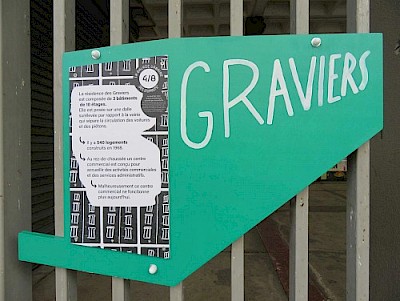 GRAVIERS
4/8
La résidence des Graviers
est composée de 2 bâtiments
de 10 étages.
Elle est posée sur une dalle
surélevée par rapport à la voirie
qui sépare la circulation des voitures
et des piétons.
Il y a 240 logements
construits en 1968.
Au rez de chaussée un centre
commercial est conçu pour
accueillir des activités commerciales
et des services administratifs.
Malheureusement ce centre
commercial ne fonctionne
plus aujourd'hui.